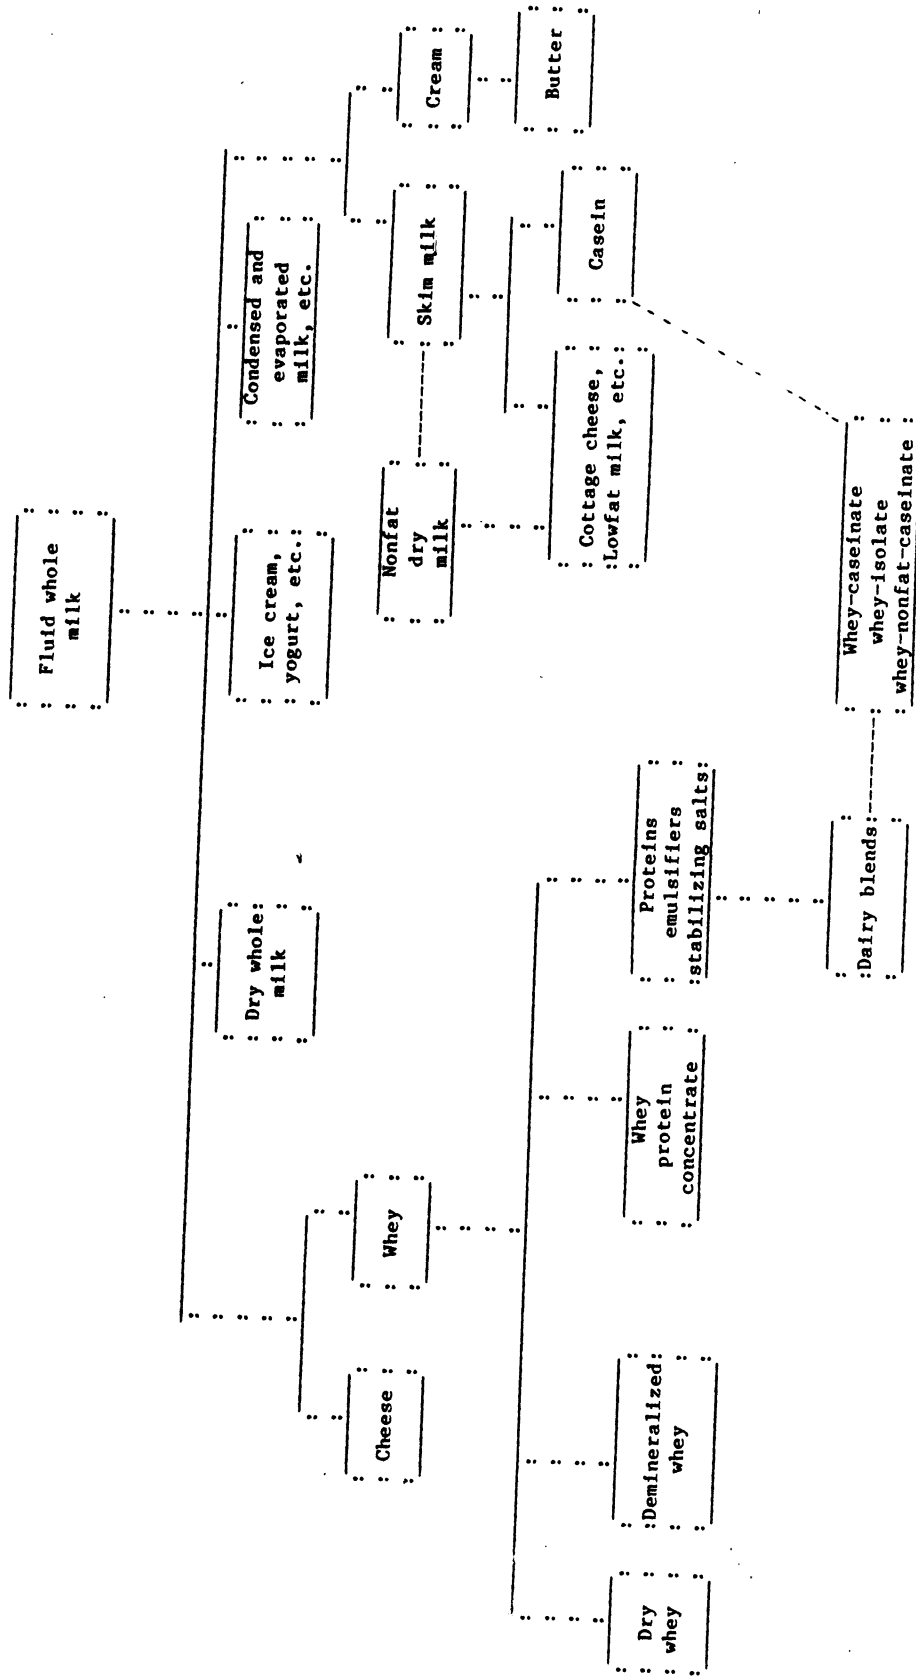 Fluid whole
milk
Dry whole
milk
Ice cream,
yogurt, etc.
Condensed and
evaporated
milk, etc.
Cheese
Whey
Nonfat
dry
milk
Skim milk
Cream
Dry
whey
Demineralized
whey
Whey
protein
concentrate
Proteins
emulsifiers
stabilizing salts
Cottage cheese,
Lowfat milk, etc.
Casein
Butter
Dairy blends
Whey-caseinate
whey-isolate
whey-nonfat-caseinate